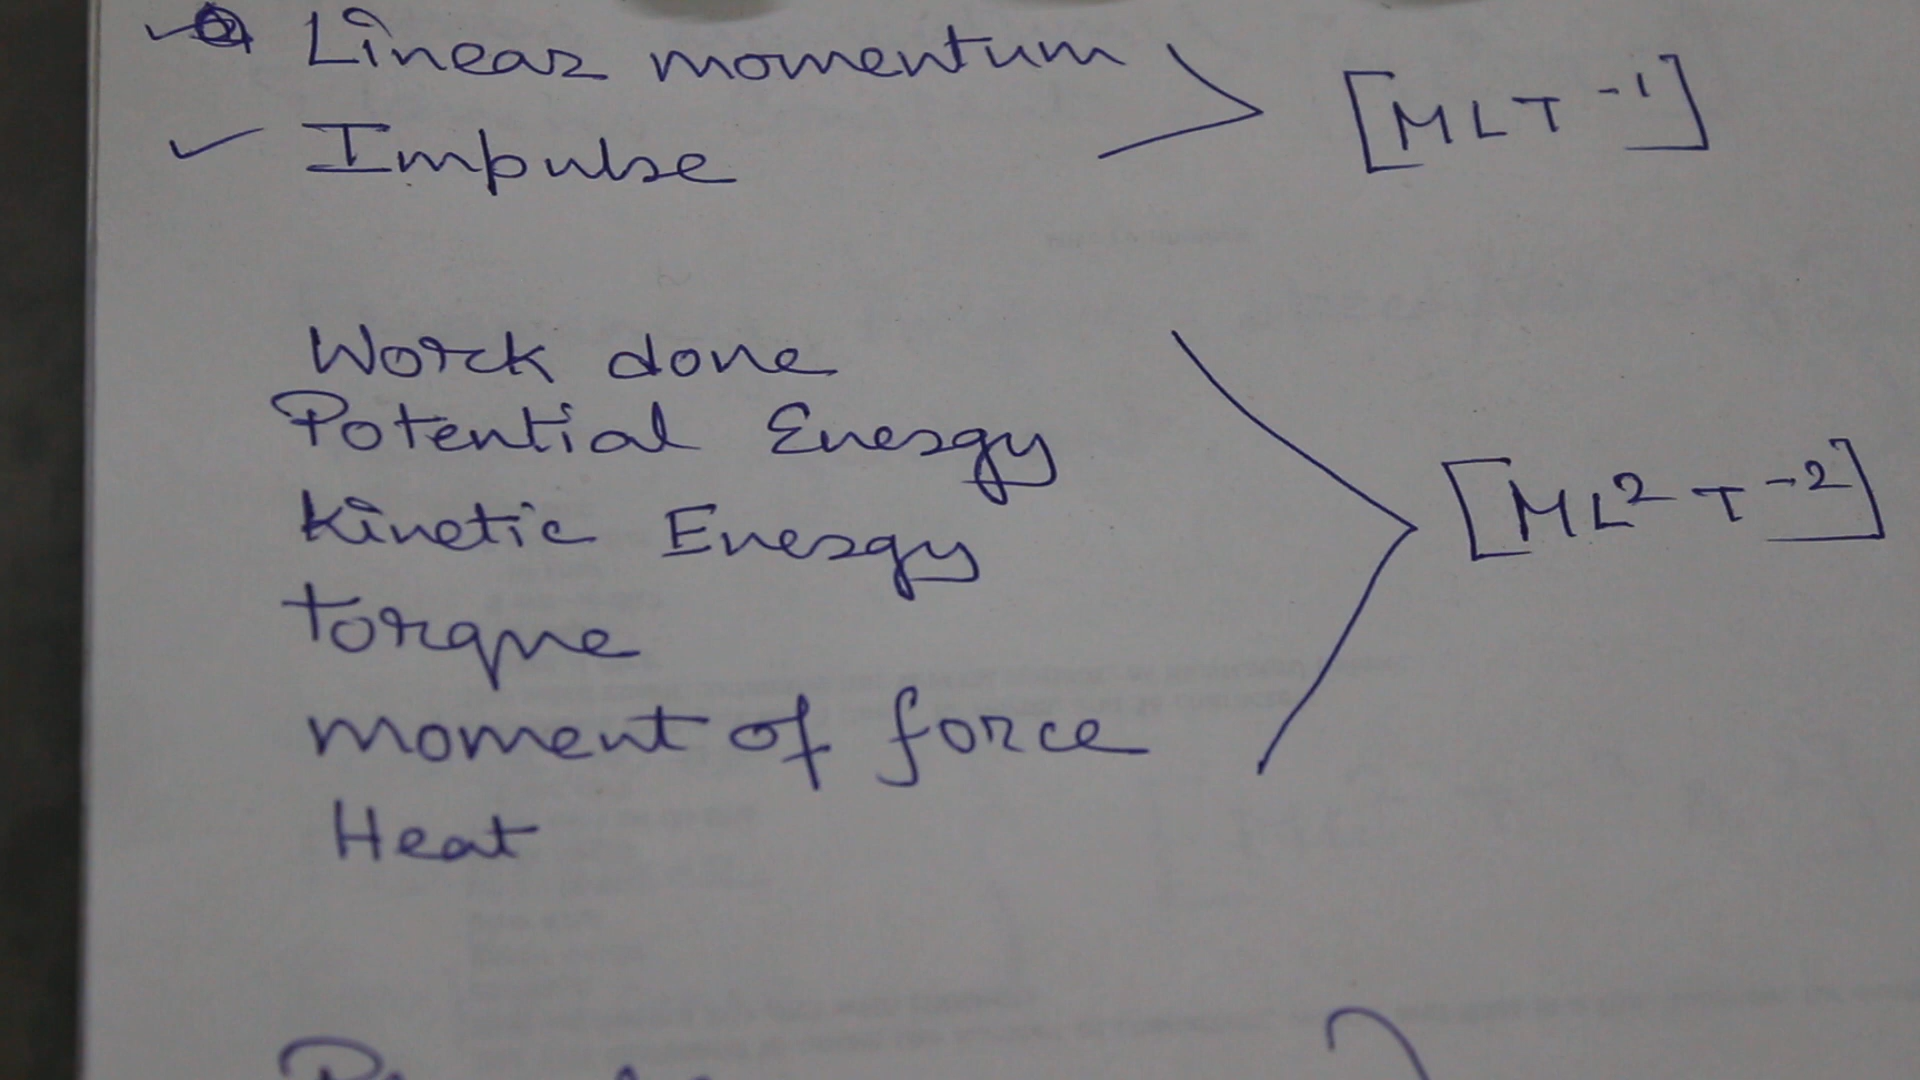 Linear momentum
Impulse
[MLT⁻¹]
Work done
Potential Energy
Kinetic Energy
Torque
moment of force
Heat
[ML²T⁻²]